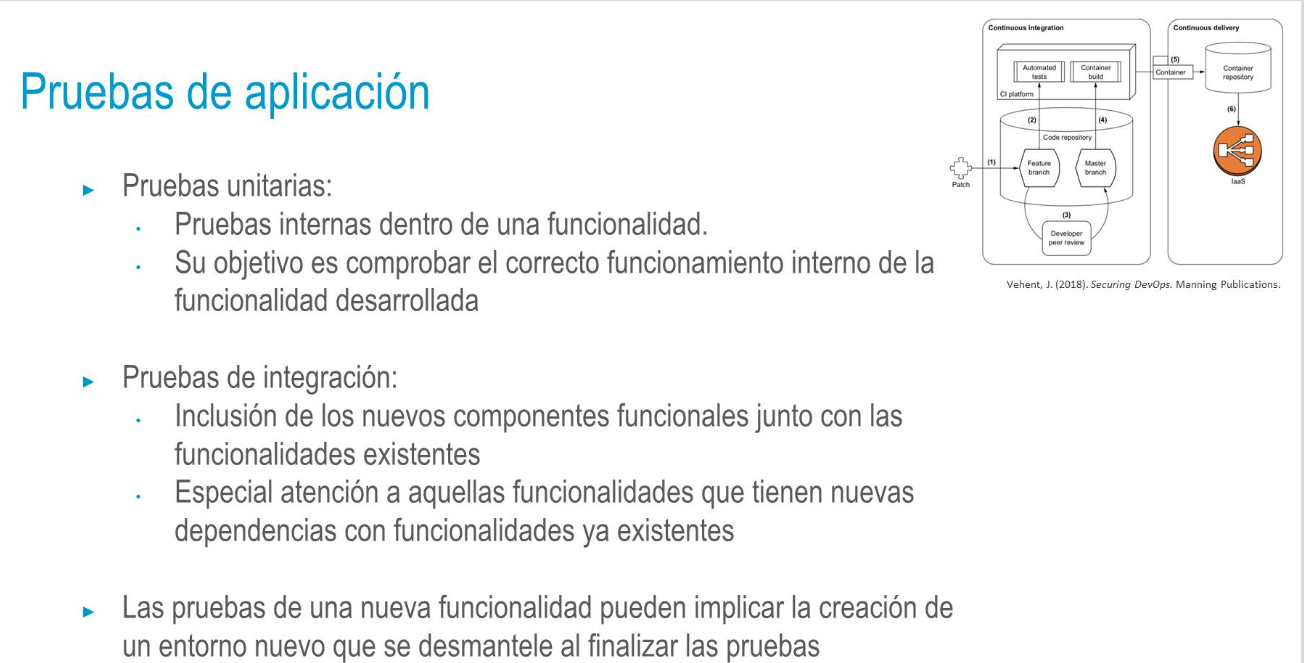 Pruebas de aplicación
► Pruebas unitarias:
• Pruebas internas dentro de una funcionalidad.
• Su objetivo es comprobar el correcto funcionamiento interno de la
funcionalidad desarrollada
► Pruebas de integración:
• Inclusión de los nuevos componentes funcionales junto con las
funcionalidades existentes
• Especial atención a aquellas funcionalidades que tienen nuevas
dependencias con funcionalidades ya existentes
► Las pruebas de una nueva funcionalidad pueden implicar la creación de
un entorno nuevo que se desmantele al finalizar las pruebas
Continuous integration
Automated
tests
Container
build
CI platform
(2)
(4)
Code repository
(1)
Patch
Feature
branch
Master
branch
(3)
Developer
peer review
Continuous delivery
(5)
Container
Container
repository
(6)
IaaS
Vehent, J. (2018). Securing DevOps. Manning Publications.